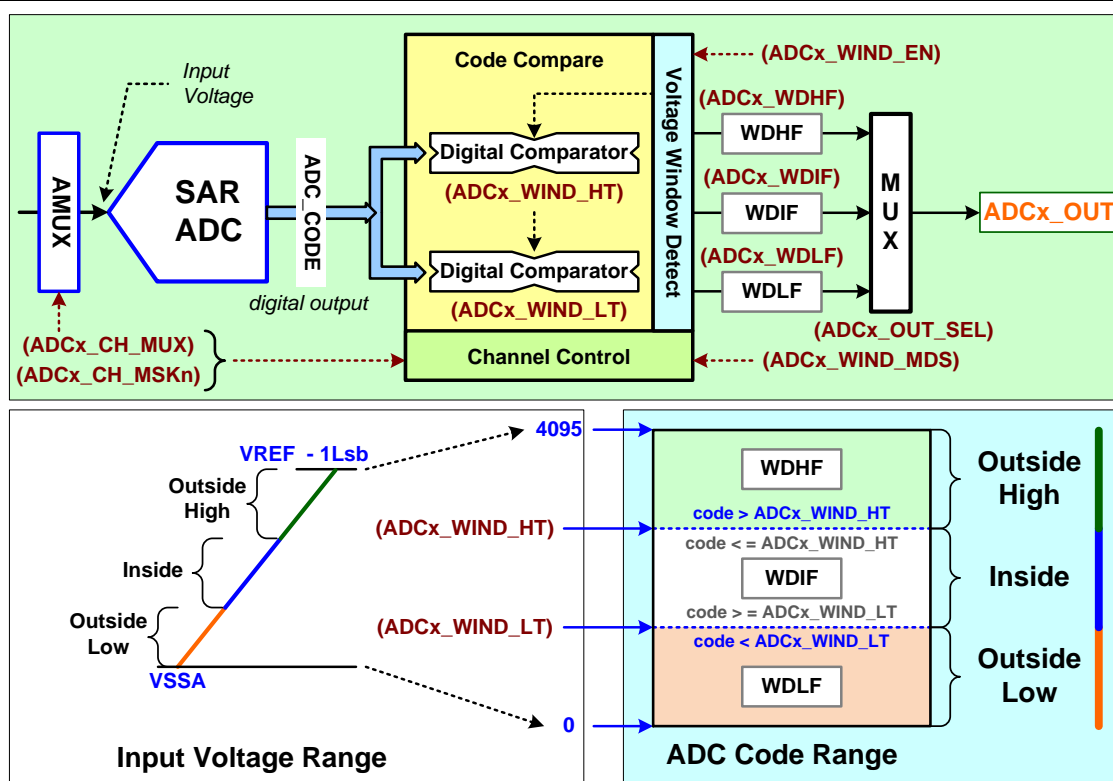 Input
Voltage
AMUX
SAR
ADC
ADC_CODE
digital output
Code Compare
Digital Comparator
(ADCx_WIND_HT)
Digital Comparator
(ADCx_WIND_LT)
Voltage Window Detect
Channel Control
(ADCx_CH_MUX)
(ADCx_CH_MSKn)
(ADCx_WIND_EN)
(ADCx_WDHF)
WDHF
(ADCx_WDIF)
WDIF
(ADCx_WDLF)
WDLF
MUX
(ADCx_OUT_SEL)
(ADCx_WIND_MDS)
ADCx_OUT
VREF - 1Lsb
Outside
High
Inside
Outside
Low
VSSA
Input Voltage Range
4095
(ADCx_WIND_HT)
(ADCx_WIND_LT)
0
WDHF
code > ADCx_WIND_HT
code < = ADCx_WIND_HT
WDIF
code > = ADCx_WIND_LT
code < ADCx_WIND_LT
WDLF
Outside
High
Inside
Outside
Low
ADC Code Range